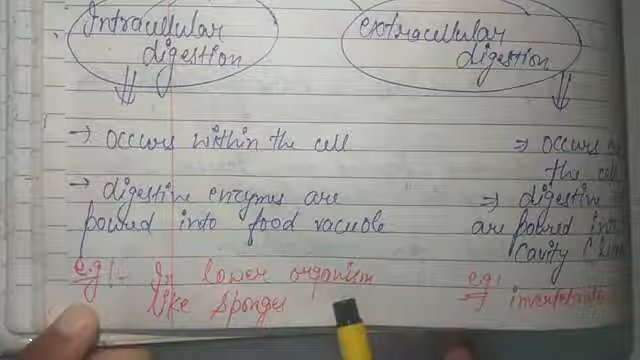 Intracellular
digestion
→ occurs within the cell
→ digestive enzymes are
poured into food vacuole
e.g:- In lower organism
like sponges
extracellular
digestion
⇒ occurs
the cell
⇒ digestive
are poured into
cavity
e.g!
⇒